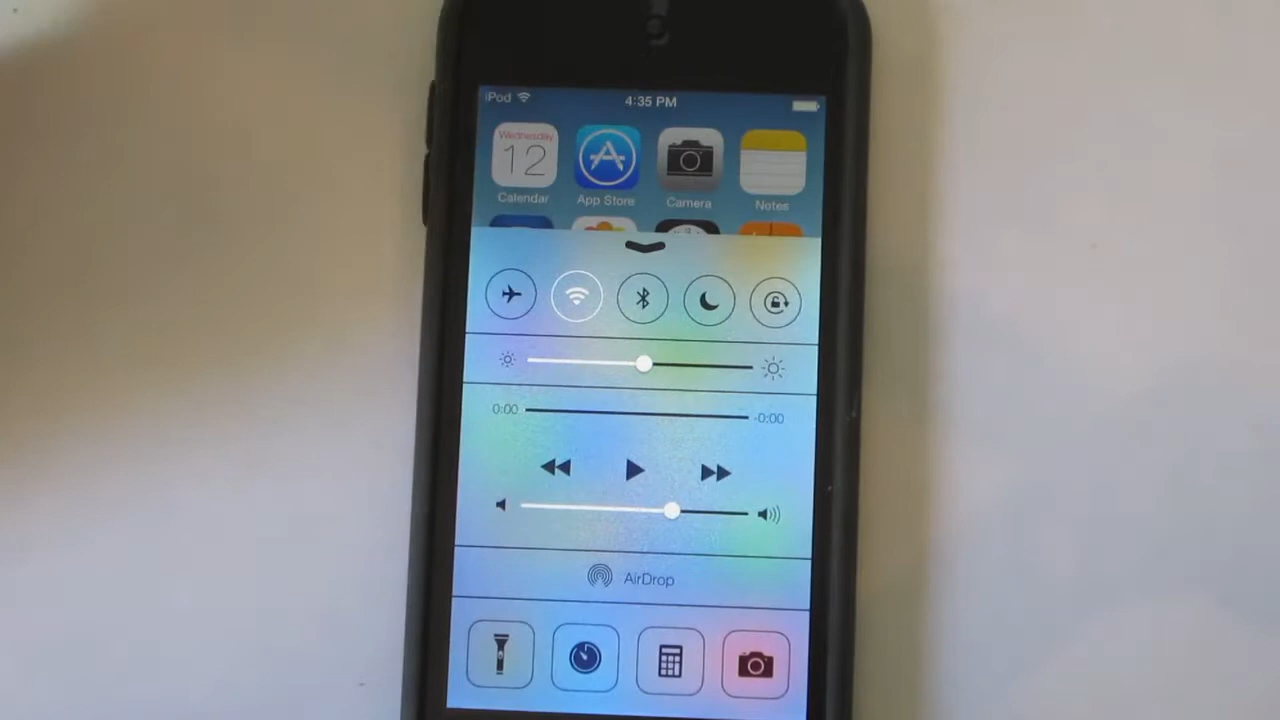 iPod 4:35 PM
Wednesday
12
Calendar App Store Camera Notes
0:00 -0:00
AirDrop